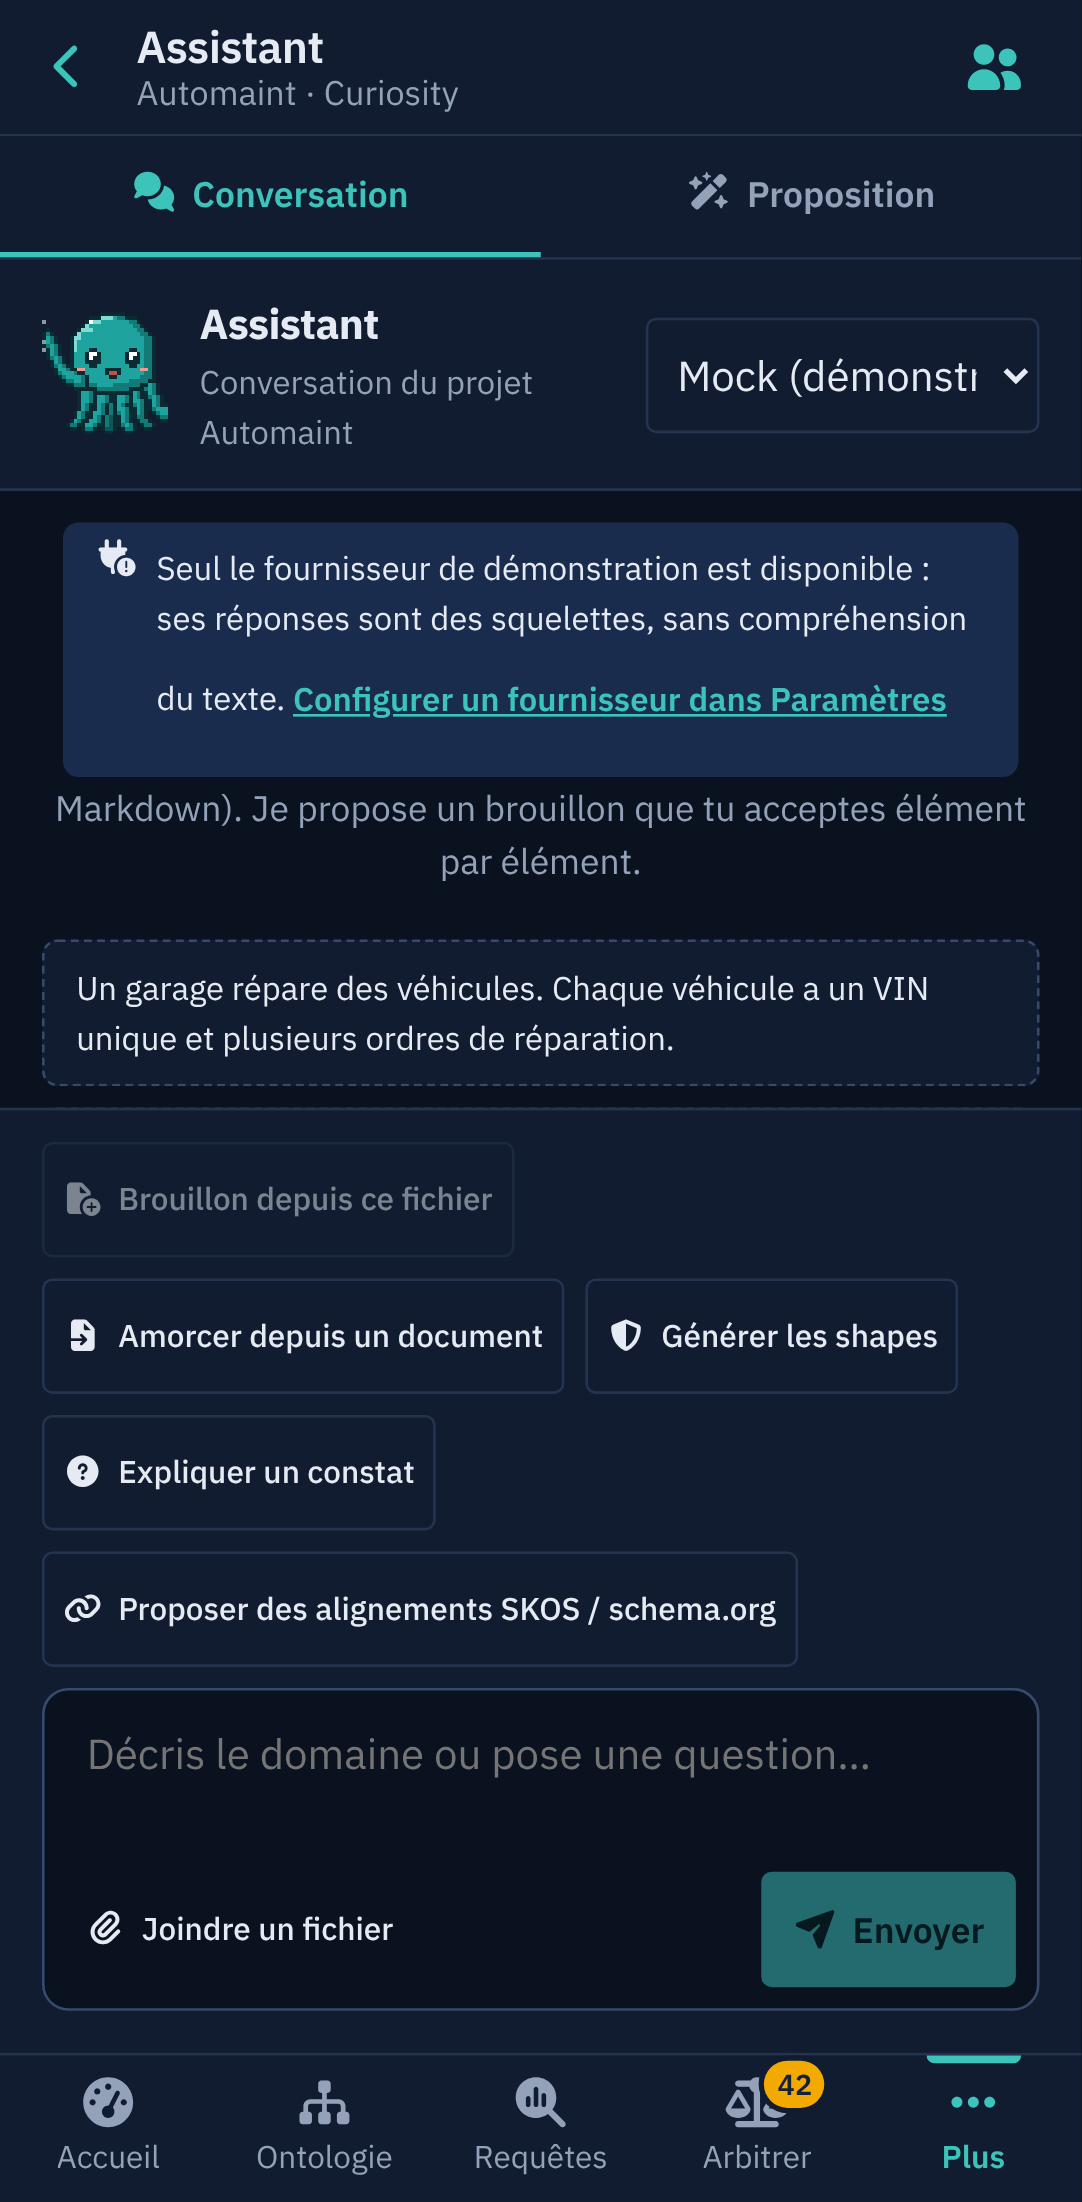 Assistant
Automaint · Curiosity
Conversation
Proposition
Assistant
Conversation du projet
Automaint
Mock (démonstr
Seul le fournisseur de démonstration est disponible :
ses réponses sont des squelettes, sans compréhension
du texte. Configurer un fournisseur dans Paramètres
Markdown). Je propose un brouillon que tu acceptes élément
par élément.
Un garage répare des véhicules. Chaque véhicule a un VIN
unique et plusieurs ordres de réparation.
Brouillon depuis ce fichier
Amorcer depuis un document
Générer les shapes
Expliquer un constat
Proposer des alignements SKOS / schema.org
Décris le domaine ou pose une question...
Joindre un fichier
Envoyer
42
Accueil
Ontologie
Requêtes
Arbitrer
Plus